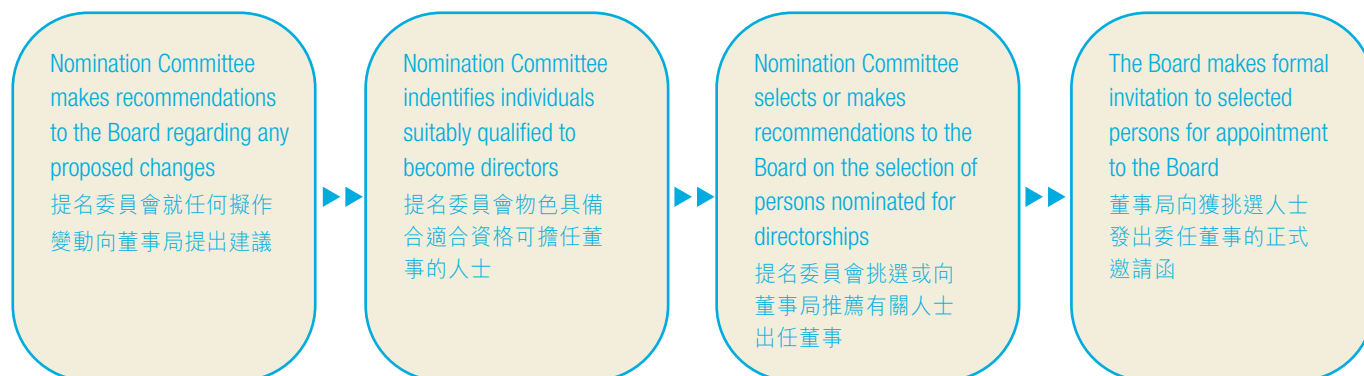 Nomination Committee
makes recommendations
to the Board regarding any
proposed changes
提名委員會就任何擬作
變動向董事局提出建議
Nomination Committee
indentifies individuals
suitably qualified to
become directors
提名委員會物色具備
合適合資格可擔任董
事的人士
Nomination Committee
selects or makes
recommendations to the
Board on the selection of
persons nominated for
directorships
提名委員會挑選或向
董事局推薦有關人士
出任董事
The Board makes formal
invitation to selected
persons for appointment
to the Board
董事局向獲挑選人士
發出委任董事的正式
邀請函